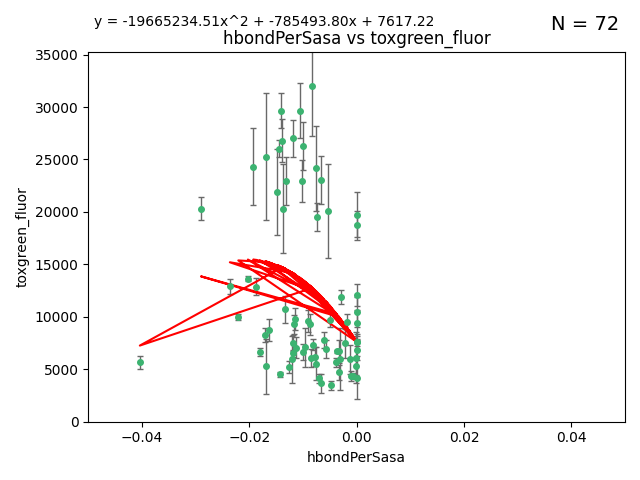 y = -19665234.51x^2 + -785493.80x + 7617.22
N = 72
hbondPerSasa vs toxgreen_fluor
35000
30000
25000
20000
15000
10000
5000
0
toxgreen_fluor
−0.04
−0.02
0.00
0.02
0.04
hbondPerSasa